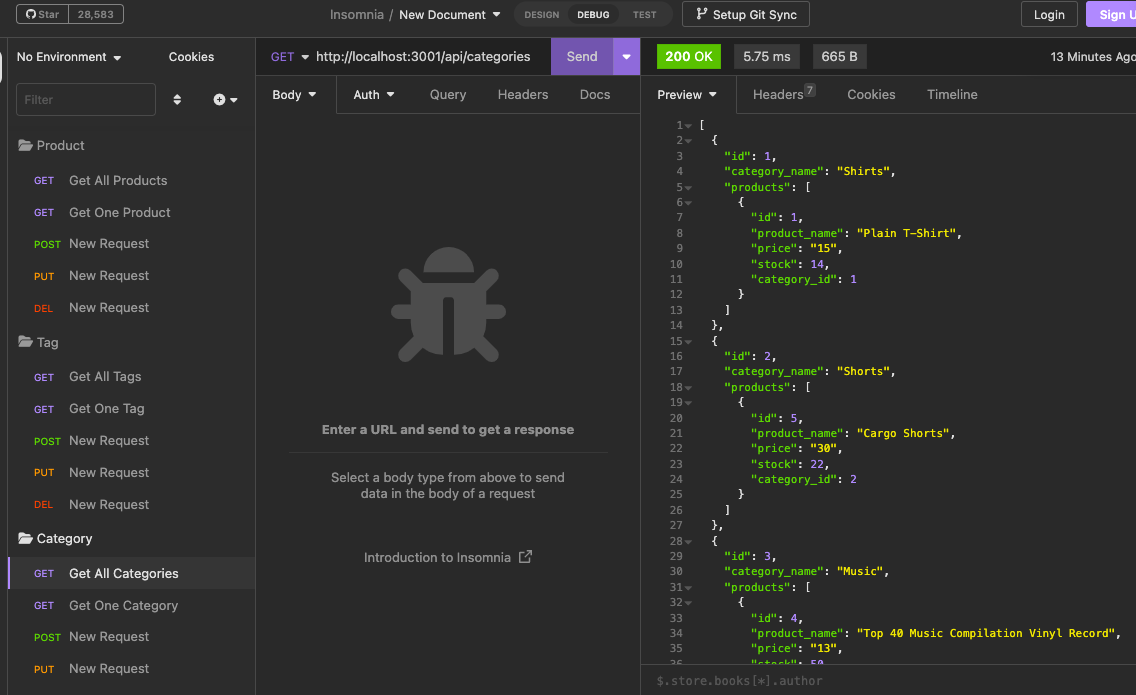 Star 28,583
Insomnia / New Document
DESIGN DEBUG TEST
Setup Git Sync
Login
Sign U
No Environment
Cookies
Filter
Product
GET Get All Products
GET Get One Product
POST New Request
PUT New Request
DEL New Request
Tag
GET Get All Tags
GET Get One Tag
POST New Request
PUT New Request
DEL New Request
Category
GET Get All Categories
GET Get One Category
POST New Request
PUT New Request
GET http://localhost:3001/api/categories Send
Body Auth Query Headers Docs
Enter a URL and send to get a response
Select a body type from above to send
data in the body of a request
Introduction to Insomnia
200 OK 5.75 ms 665 B 13 Minutes Ago
Preview Headers 7 Cookies Timeline
1 [
2 {
3 "id": 1,
4 "category_name": "Shirts",
5 "products": [
6 {
7 "id": 1,
8 "product_name": "Plain T-Shirt",
9 "price": "15",
10 "stock": 14,
11 "category_id": 1
12 }
13 ]
14 },
15 {
16 "id": 2,
17 "category_name": "Shorts",
18 "products": [
19 {
20 "id": 5,
21 "product_name": "Cargo Shorts",
22 "price": "30",
23 "stock": 22,
24 "category_id": 2
25 }
26 ]
27 },
28 {
29 "id": 3,
30 "category_name": "Music",
31 "products": [
32 {
33 "id": 4,
34 "product_name": "Top 40 Music Compilation Vinyl Record",
35 "price": "13",
36 "stock": 50
$.store.books[*].author